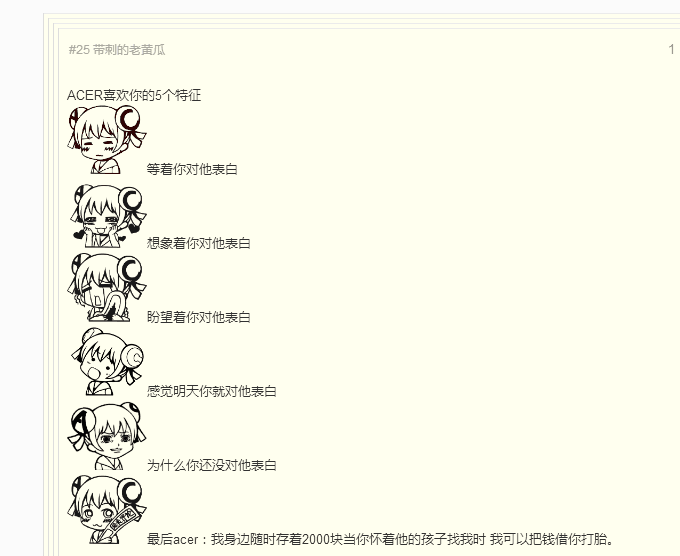 #25 带刺的老黄瓜
1
ACER喜欢你的5个特征
等着你对他表白
想象着你对他表白
盼望着你对他表白
感觉明天你就对他表白
为什么你还没对他表白
最后acer：我身边随时存着2000块当你怀着他的孩子找我时 我可以把钱借你打胎。